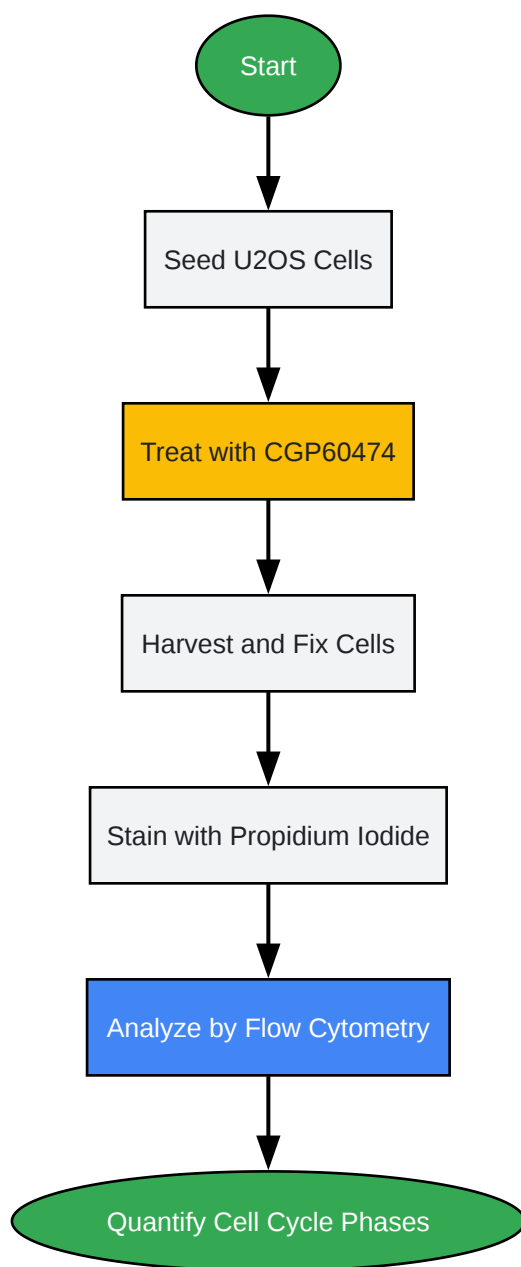 Start
Seed U2OS Cells
Treat with CGP60474
Harvest and Fix Cells
Stain with Propidium Iodide
Analyze by Flow Cytometry
Quantify Cell Cycle Phases